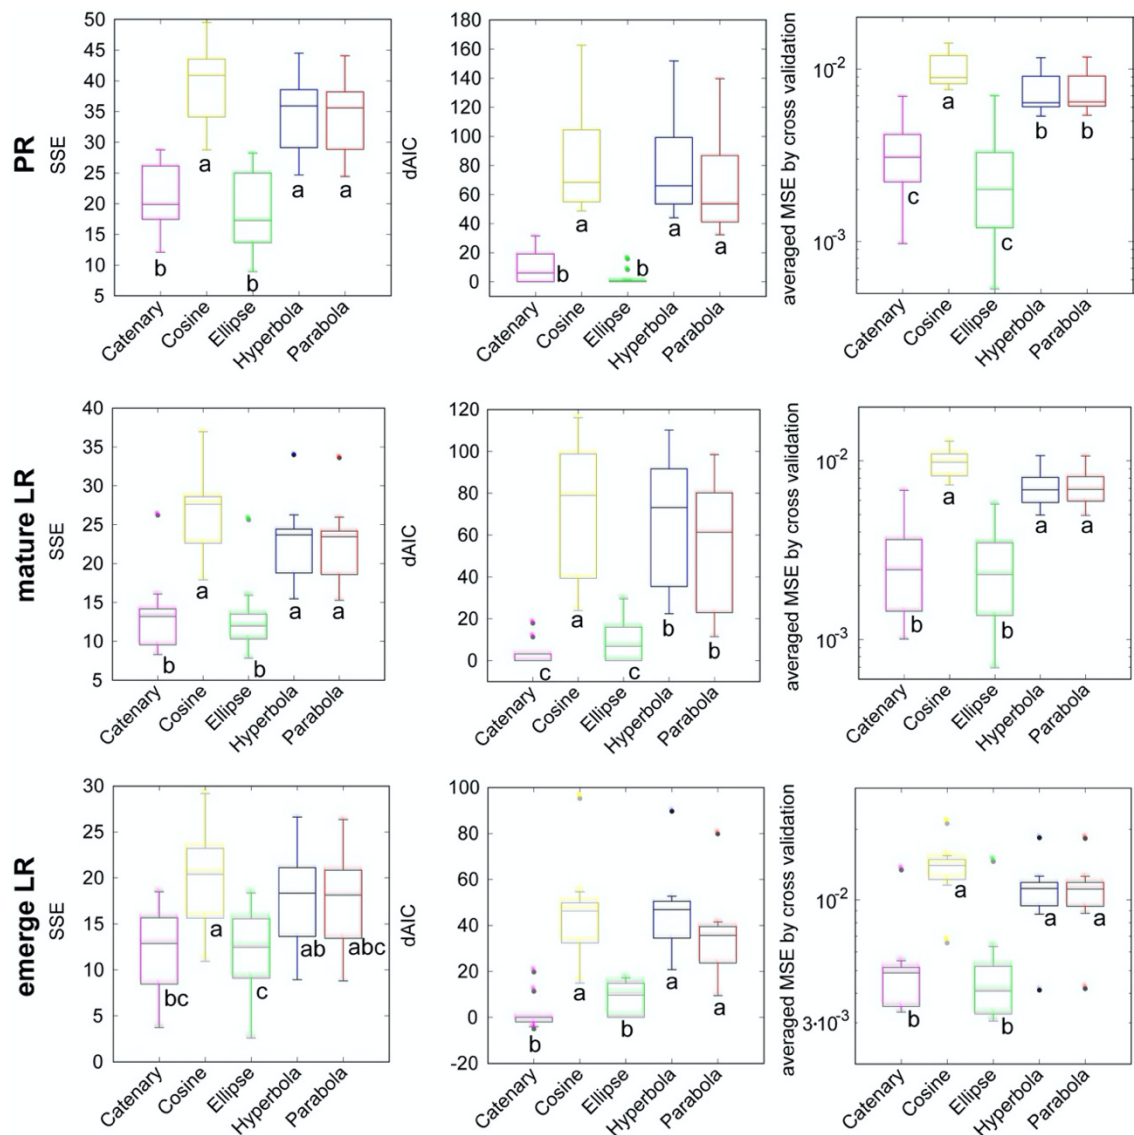 PR
SSE
50
45
40
35
30
25
20
15
10
5
b
a
b
a
a
Catenary
Cosine
Ellipse
Hyperbola
Parabola
dAIC
180
160
140
120
100
80
60
40
20
0
b
a
b
a
a
Catenary
Cosine
Ellipse
Hyperbola
Parabola
averaged MSE by cross validation
10-2
10-3
c
a
c
b
b
Catenary
Cosine
Ellipse
Hyperbola
Parabola
mature LR
SSE
40
35
30
25
20
15
10
5
b
a
b
a
a
Catenary
Cosine
Ellipse
Hyperbola
Parabola
dAIC
120
100
80
60
40
20
0
c
a
c
b
b
Catenary
Cosine
Ellipse
Hyperbola
Parabola
averaged MSE by cross validation
10-2
10-3
b
a
b
a
a
Catenary
Cosine
Ellipse
Hyperbola
Parabola
emerge LR
SSE
30
25
20
15
10
5
0
bc
a
c
ab
abc
Catenary
Cosine
Ellipse
Hyperbola
Parabola
dAIC
100
80
60
40
20
0
-20
b
a
b
a
a
Catenary
Cosine
Ellipse
Hyperbola
Parabola
averaged MSE by cross validation
10-2
3·10-3
b
a
b
a
a
Catenary
Cosine
Ellipse
Hyperbola
Parabola